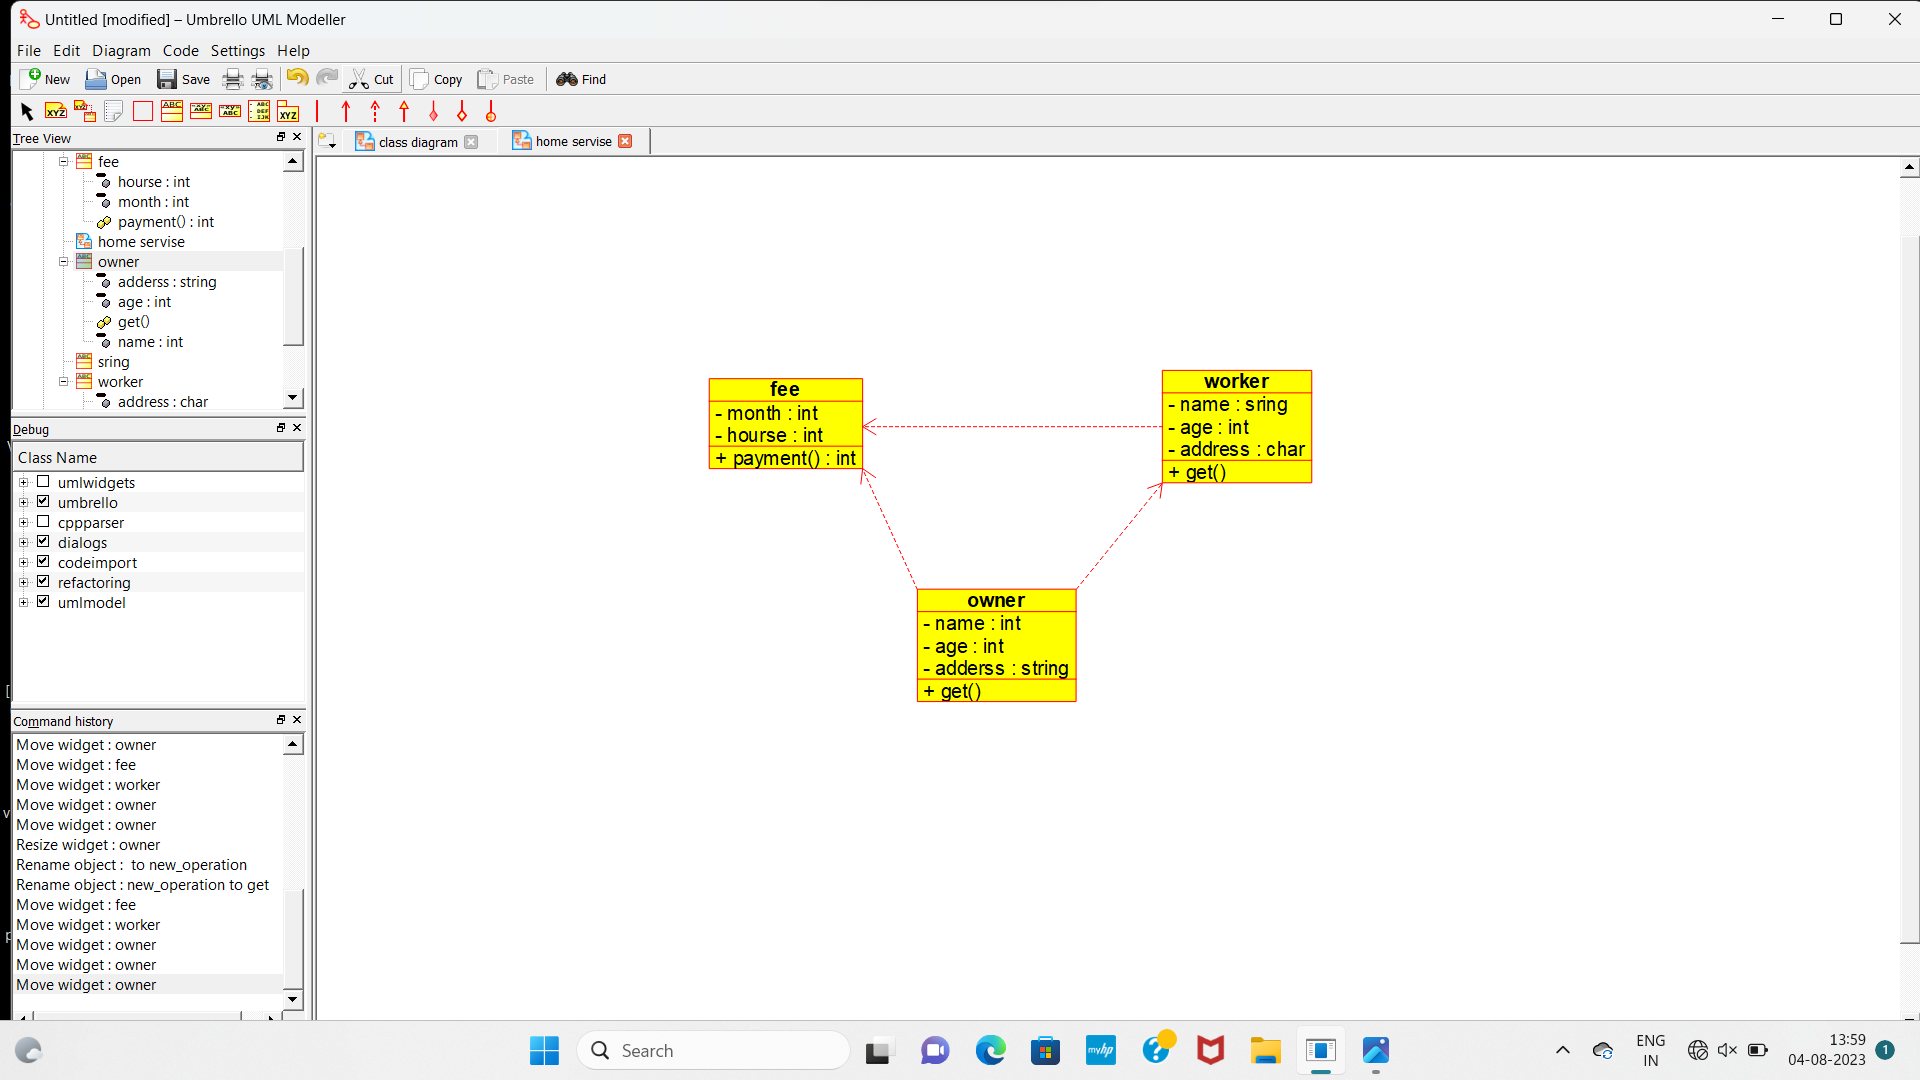 Untitled [modified] – Umbrello UML Modeller
File Edit Diagram Code Settings Help
New Open Save Cut Copy Paste Find
Tree View
class diagram
home servise
fee
hourse : int
month : int
payment() : int
home servise
owner
adderss : string
age : int
get()
name : int
sring
worker
address : char
Debug
Class Name
umlwidgets
umbrello
cppparser
dialogs
codeimport
refactoring
umlmodel
Command history
Move widget : owner
Move widget : fee
Move widget : worker
Move widget : owner
Move widget : owner
Resize widget : owner
Rename object :  to new_operation
Rename object : new_operation to get
Move widget : fee
Move widget : worker
Move widget : owner
Move widget : owner
Move widget : owner
fee
- month : int
- hourse : int
+ payment() : int
worker
- name : sring
- age : int
- address : char
+ get()
owner
- name : int
- age : int
- adderss : string
+ get()
Search
myhp
ENG
IN
13:59
04-08-2023
1